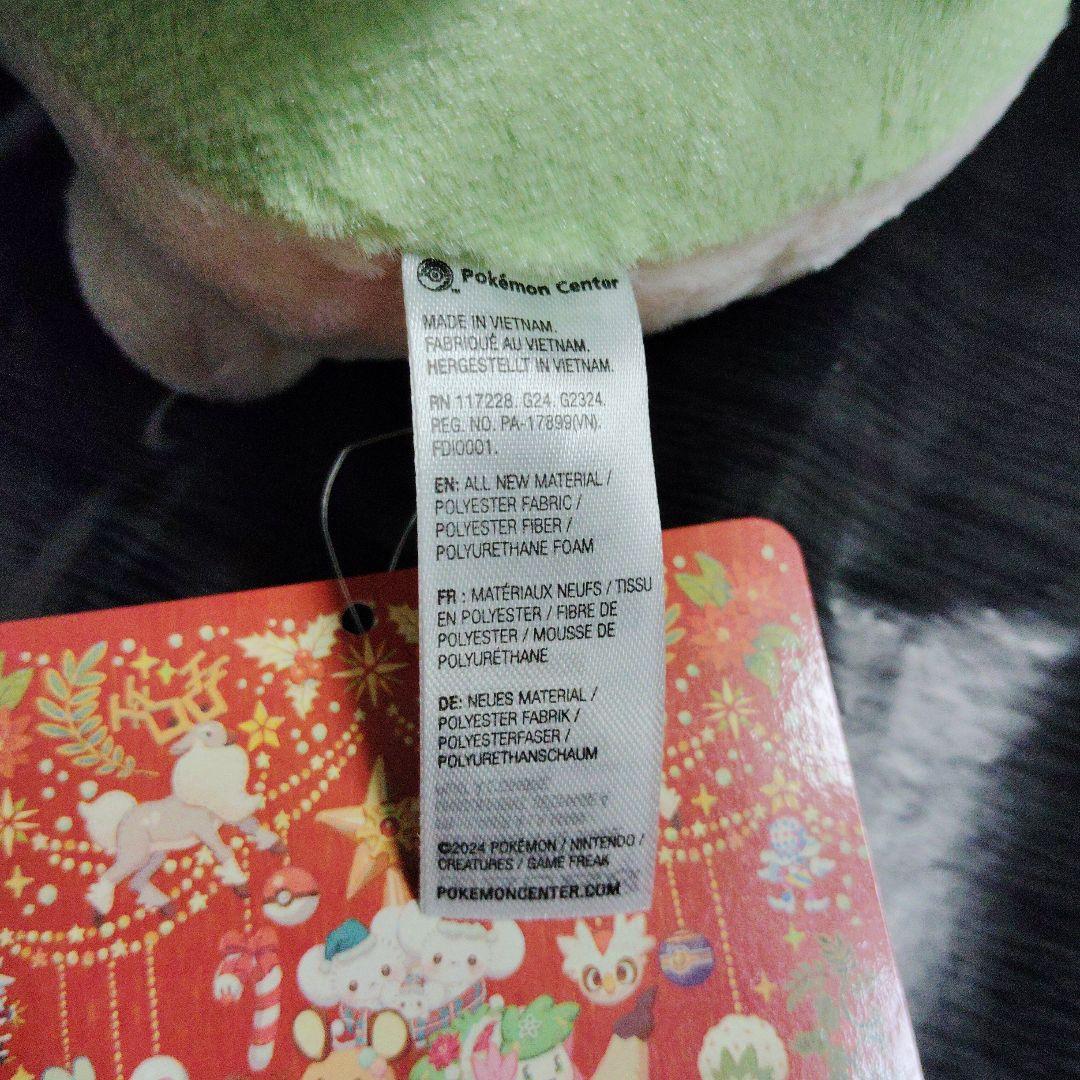 Pokémon Center
MADE IN VIETNAM.
FABRIQUÉ AU VIETNAM.
HERGESTELLT IN VIETNAM.
RN 117228. G24. G2324.
REG. NO. PA-17899(VN).
FDI0001.
EN: ALL NEW MATERIAL /
POLYESTER FABRIC /
POLYESTER FIBER /
POLYURETHANE FOAM
FR : MATÉRIAUX NEUFS / TISSU
EN POLYESTER / FIBRE DE
POLYESTER / MOUSSE DE
POLYURÉTHANE
DE: NEUES MATERIAL /
POLYESTER FABRIK /
POLYESTERFASER /
POLYURETHANSCHAUM
©2024 POKÉMON / NINTENDO /
CREATURES / GAME FREAK
POKEMONCENTER.COM